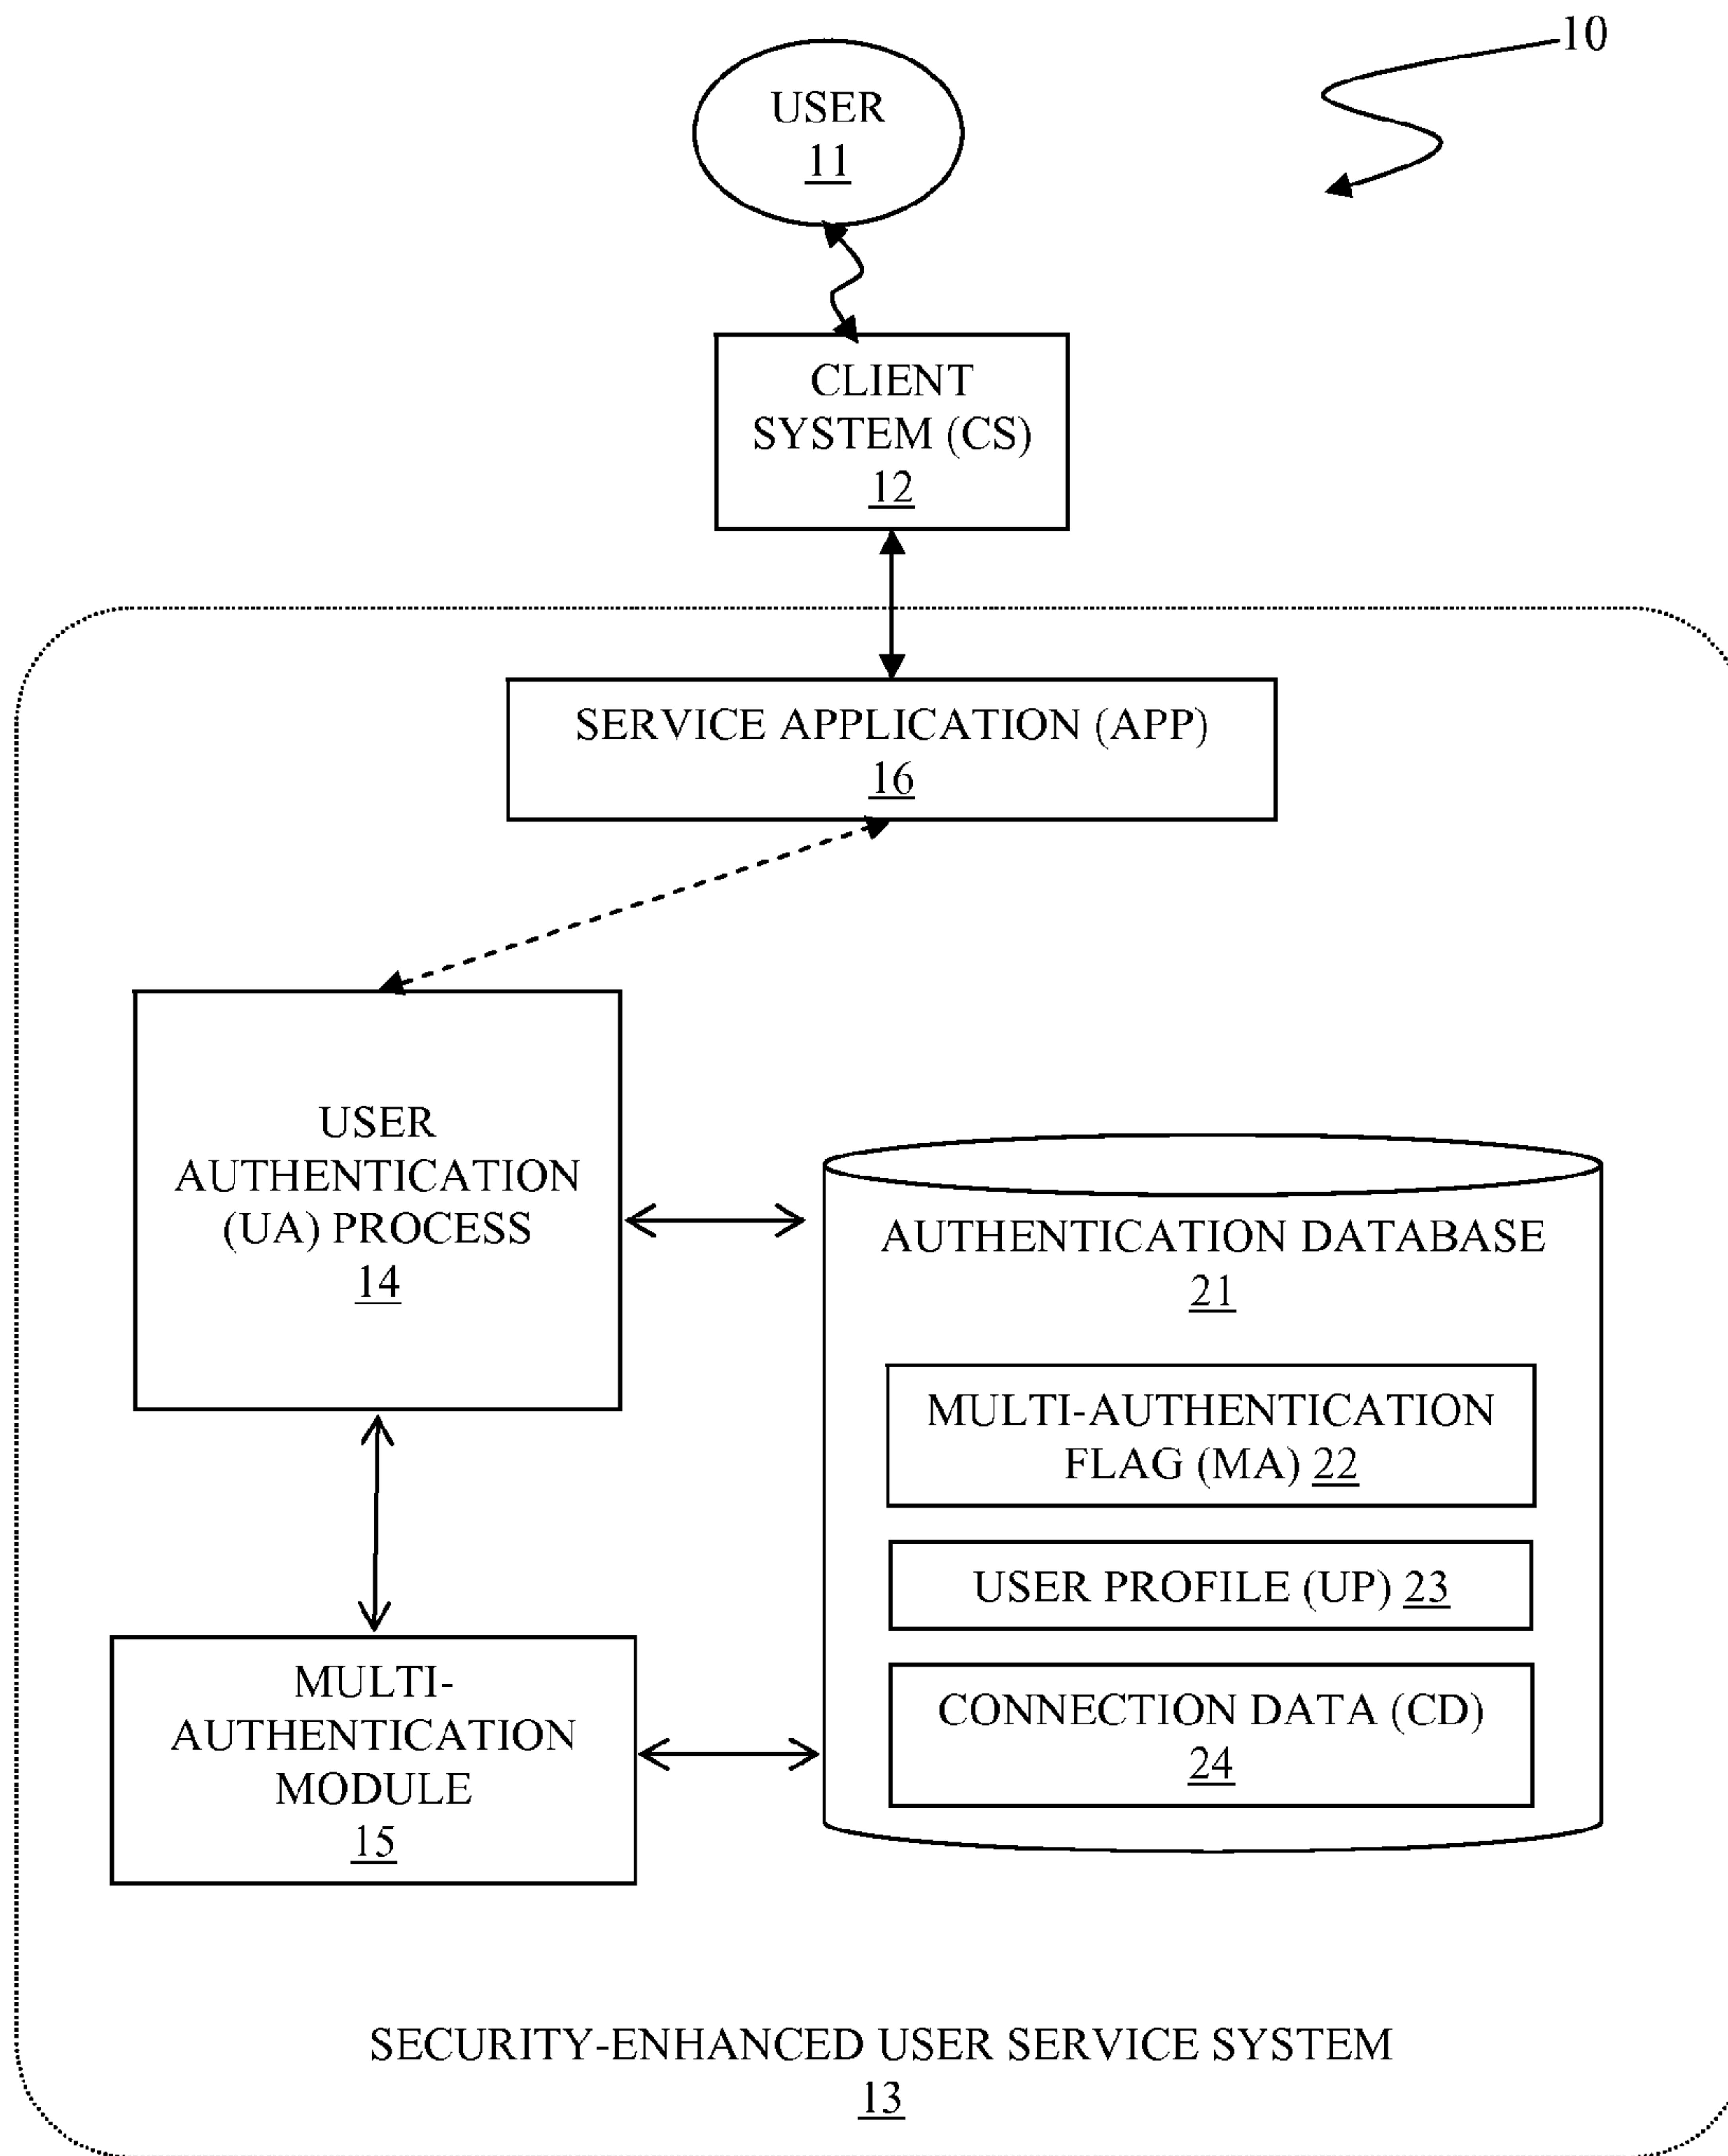 10
USER
11
CLIENT
SYSTEM (CS)
12
SERVICE APPLICATION (APP)
16
USER
AUTHENTICATION
(UA) PROCESS
14
AUTHENTICATION DATABASE
21
MULTI-AUTHENTICATION
FLAG (MA) 22
USER PROFILE (UP) 23
CONNECTION DATA (CD)
24
MULTI-
AUTHENTICATION
MODULE
15
SECURITY-ENHANCED USER SERVICE SYSTEM
13